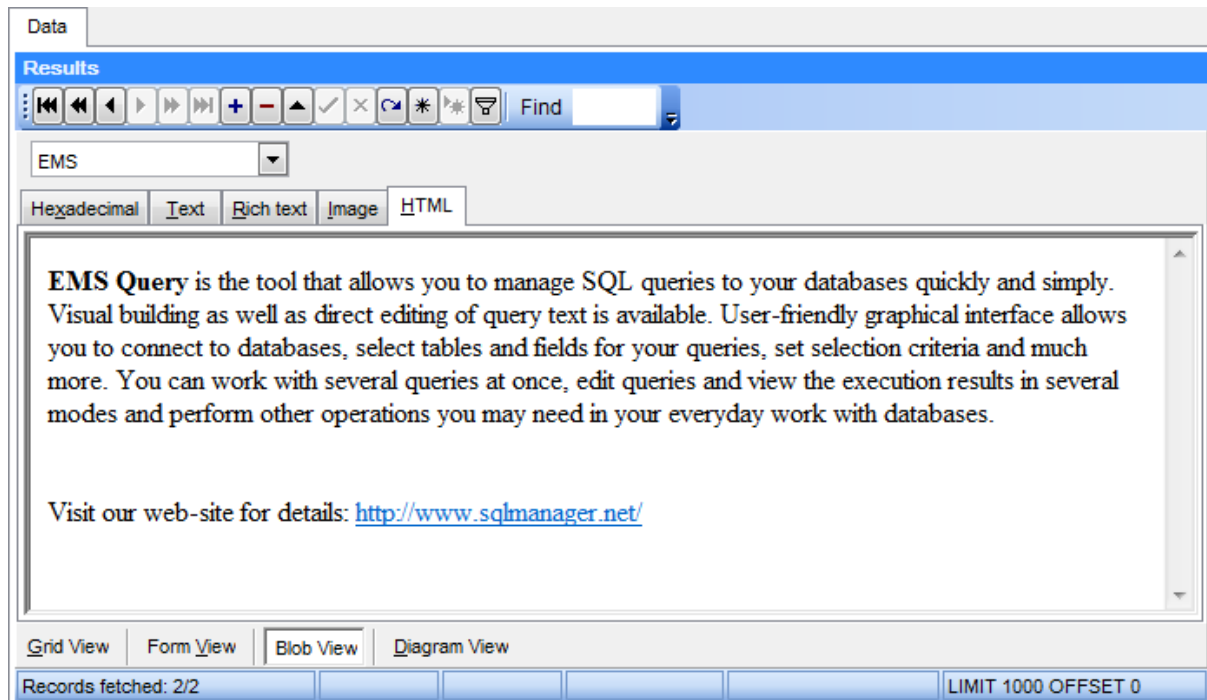 Data
Results
Find
EMS
Hexadecimal Text Rich text Image HTML
EMS Query is the tool that allows you to manage SQL queries to your databases quickly and simply.
Visual building as well as direct editing of query text is available. User-friendly graphical interface allows
you to connect to databases, select tables and fields for your queries, set selection criteria and much
more. You can work with several queries at once, edit queries and view the execution results in several
modes and perform other operations you may need in your everyday work with databases.
Visit our web-site for details: http://www.sqlmanager.net/
Grid View Form View Blob View Diagram View
Records fetched: 2/2 LIMIT 1000 OFFSET 0